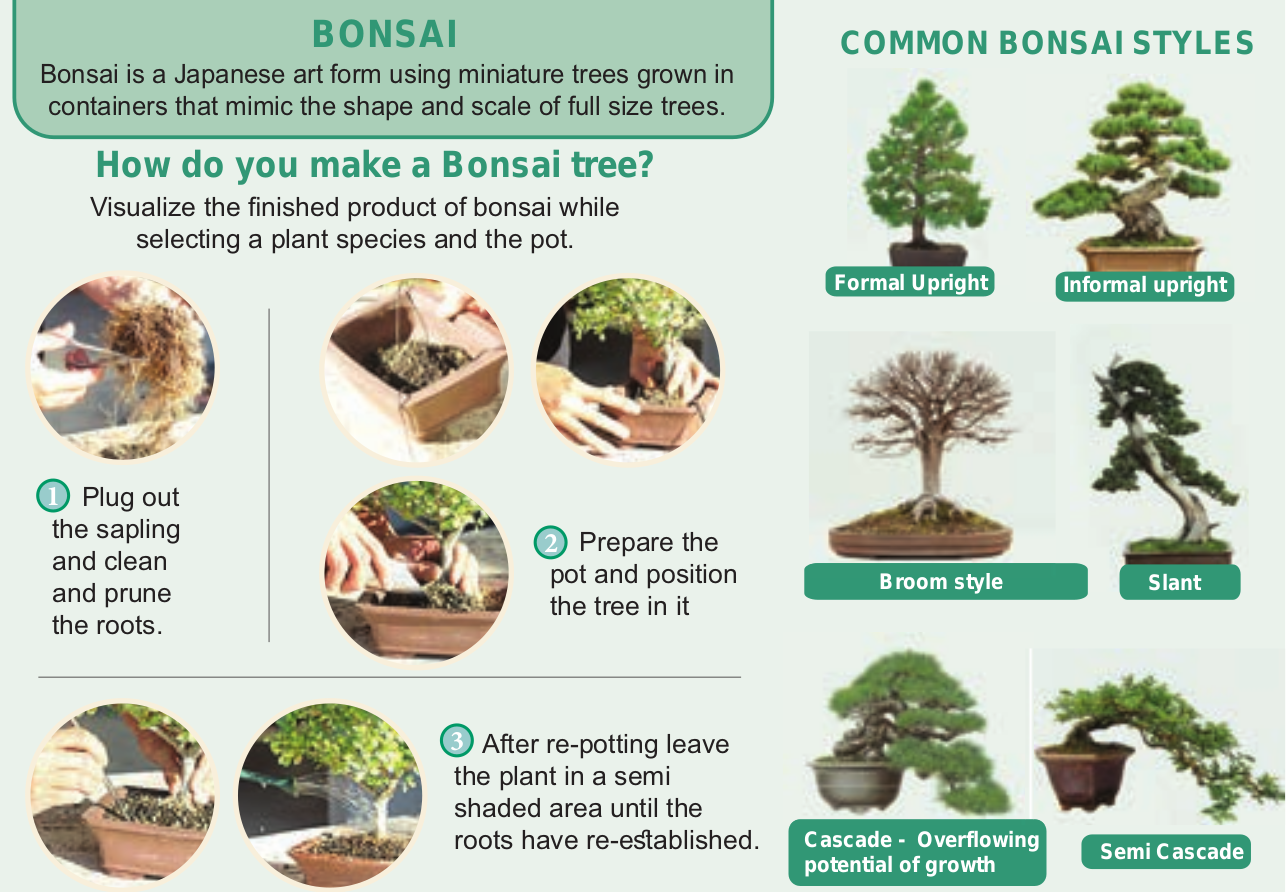 BONSAI
Bonsai is a Japanese art form using miniature trees grown in
containers that mimic the shape and scale of full size trees.
How do you make a Bonsai tree?
Visualize the finished product of bonsai while
selecting a plant species and the pot.
1 Plug out
the sapling
and clean
and prune
the roots.
2 Prepare the
pot and position
the tree in it
3 After re-potting leave
the plant in a semi
shaded area until the
roots have re-established.
COMMON BONSAI STYLES
Formal Upright
Informal upright
Broom style
Slant
Cascade - Overflowing
potential of growth
Semi Cascade